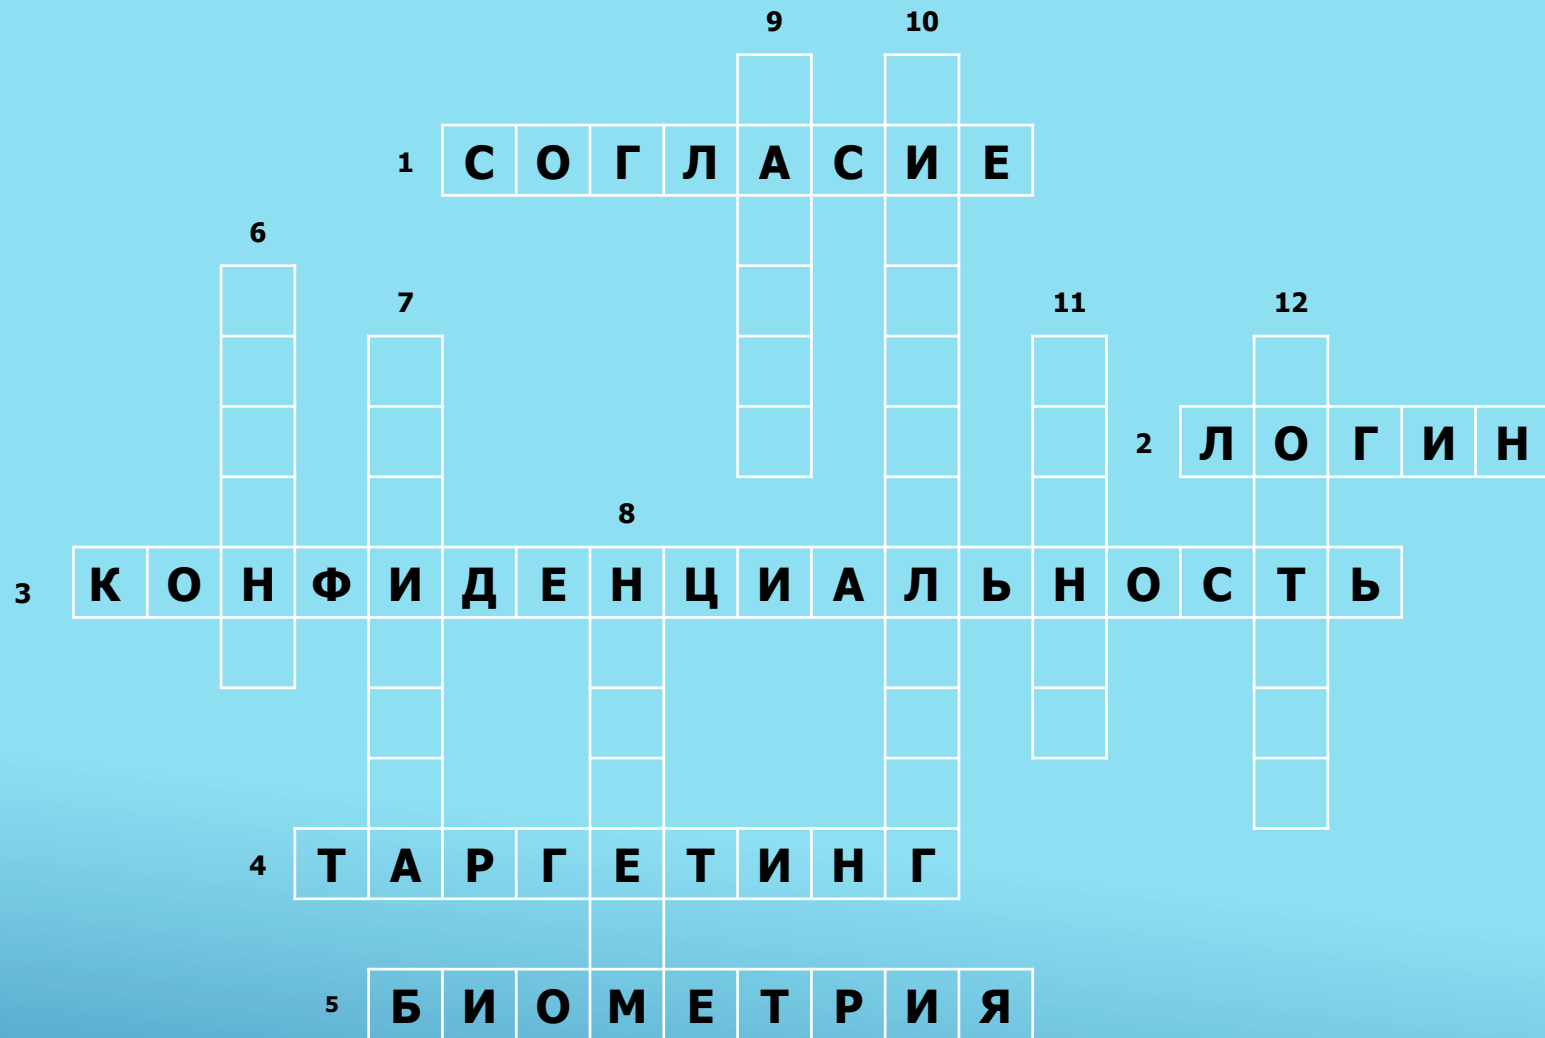 9 10
1 СОГЛАСИЕ
6
7 11 12
2 ЛОГИН
8
3 КОНФИДЕНЦИАЛЬНОСТЬ
4 ТАРГЕТИНГ
5 БИОМЕТРИЯ